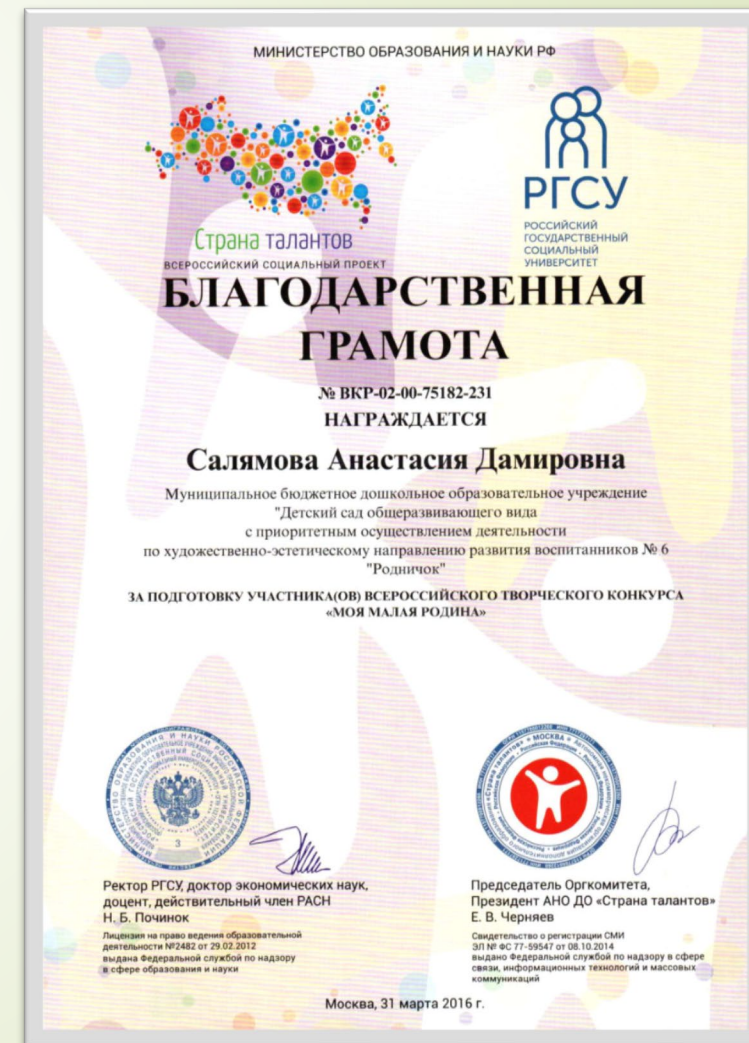 МИНИСТЕРСТВО ОБРАЗОВАНИЯ И НАУКИ РФ
Страна талантов
ВСЕРОССИЙСКИЙ СОЦИАЛЬНЫЙ ПРОЕКТ
РГСУ
РОССИЙСКИЙ
ГОСУДАРСТВЕННЫЙ
СОЦИАЛЬНЫЙ
УНИВЕРСИТЕТ
БЛАГОДАРСТВЕННАЯ
ГРАМОТА
№ ВКР-02-00-75182-231
НАГРАЖДАЕТСЯ
Салямова Анастасия Дамировна
Муниципальное бюджетное дошкольное образовательное учреждение
"Детский сад общеразвивающего вида
с приоритетным осуществлением деятельности
по художественно-эстетическому направлению развития воспитанников № 6
"Родничок"
ЗА ПОДГОТОВКУ УЧАСТНИКА(ОВ) ВСЕРОССИЙСКОГО ТВОРЧЕСКОГО КОНКУРСА
«МОЯ МАЛАЯ РОДИНА»
Ректор РГСУ, доктор экономических наук,
доцент, действительный член РАСН
Н. Б. Починок
Лицензия на право ведения образовательной
деятельности №2482 от 29.02.2012
выдана Федеральной службой по надзору
в сфере образования и науки
Председатель Оргкомитета,
Президент АНО ДО «Страна талантов»
Е. В. Черняев
Свидетельство о регистрации СМИ
ЭЛ № ФС 77-59547 от 08.10.2014
выдано Федеральной службой по надзору в сфере
связи, информационных технологий и массовых
коммуникаций
Москва, 31 марта 2016 г.